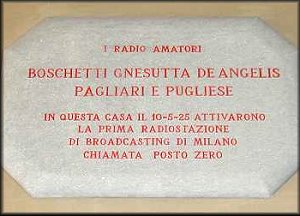 I RADIO AMATORI
BOSCHETTI GNESUTTA DE ANGELIS
PAGLIARI E PUGLIESE
IN QUESTA CASA IL 10-5-25 ATTIVARONO
LA PRIMA RADIOSTAZIONE
DI BROADCASTING DI MILANO
CHIAMATA POSTO ZERO